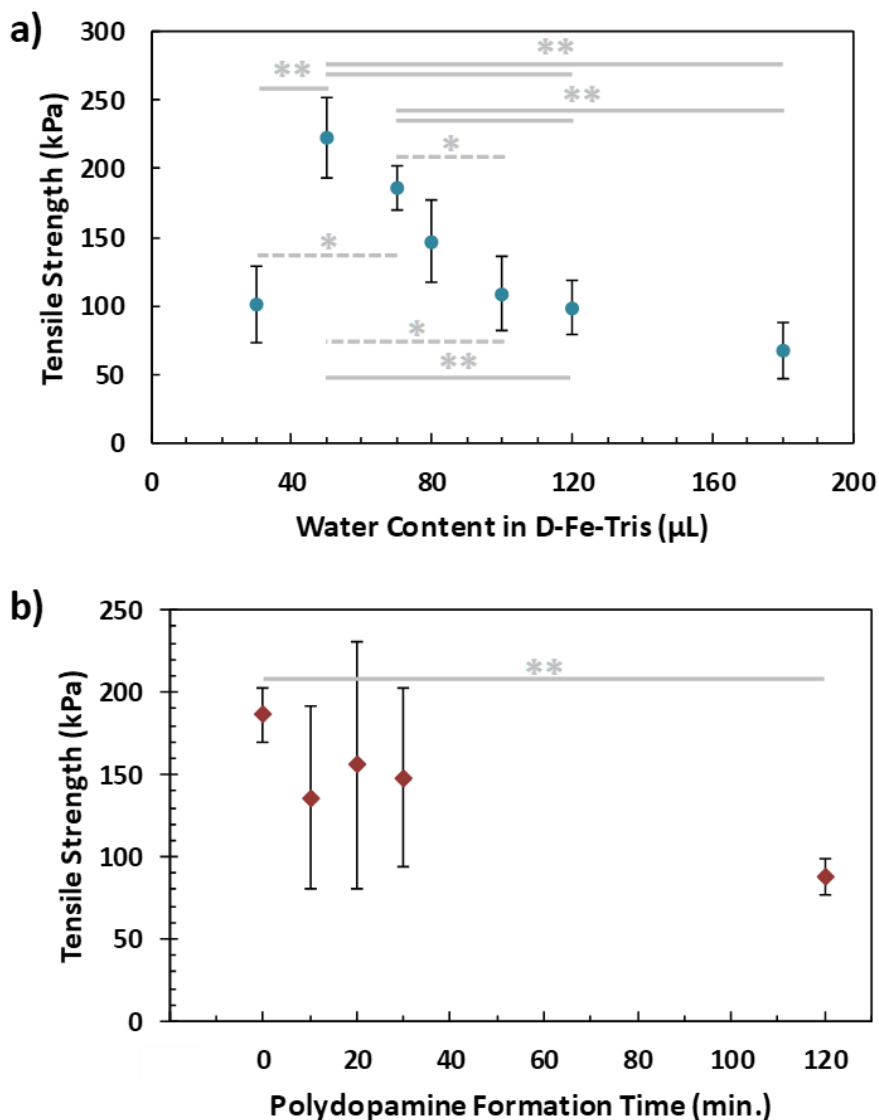 a)
Tensile Strength (kPa)
300
250
200
150
100
50
0
**
**
**
*
*
*
**
0 40 80 120 160 200
Water Content in D-Fe-Tris (µL)
b)
Tensile Strength (kPa)
250
200
150
100
50
0
**
0 20 40 60 80 100 120
Polydopamine Formation Time (min.)